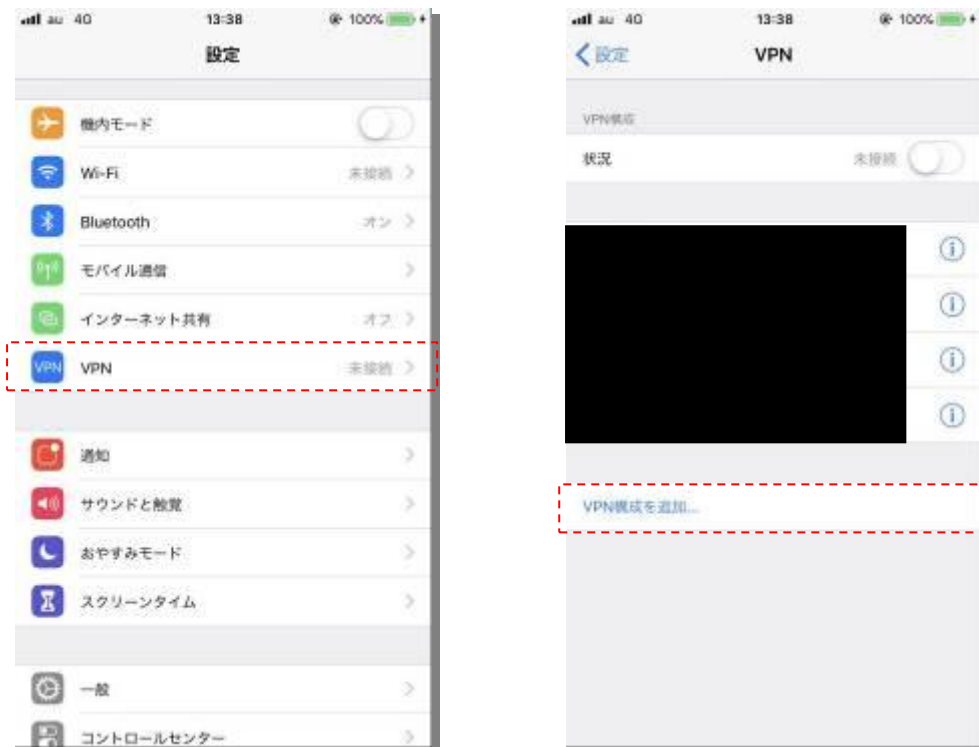 au 4G 13:38 100%
設定
機内モード
Wi-Fi 未接続
Bluetooth オン
モバイル通信
インターネット共有 オフ
VPN VPN 未接続
通知
サウンドと触覚
おやすみモード
スクリーンタイム
一般
コントロールセンター
au 4G 13:38 100%
設定 VPN
VPN構成
状況 未接続
VPN構成を追加...